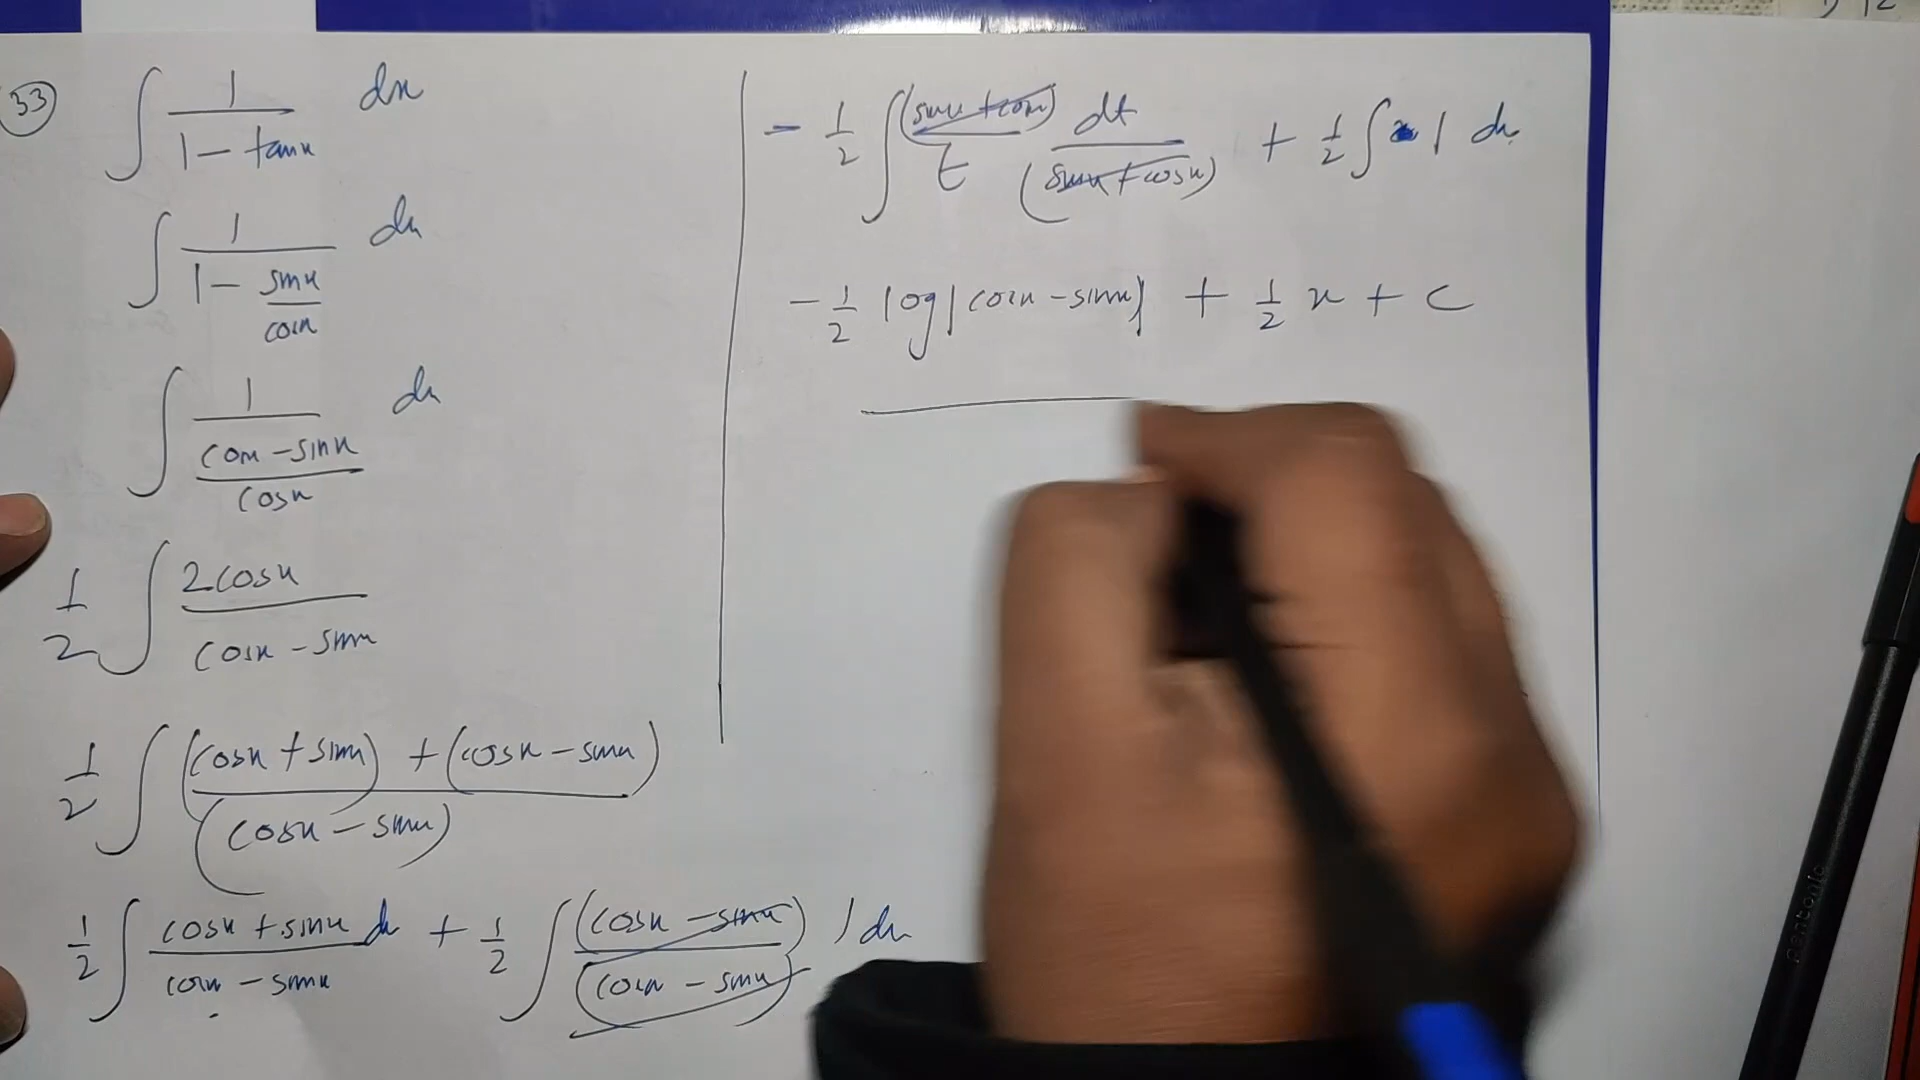 33
∫ 1 / (1 - tanx) dx
∫ 1 / (1 - sinx/cosx) dx
∫ 1 / ((cosx - sinx)/cosx) dx
1/2 ∫ 2cosx / (cosx - sinx)
1/2 ∫ ((cosx + sinx) + (cosx - sinx)) / (cosx - sinx)
1/2 ∫ (cosx + sinx)/(cosx - sinx) dx + 1/2 ∫ (cosx - sinx)/(cosx - sinx) 1 dx
- 1/2 ∫ (sinx + cosx)/t dt/(sinx + cosx) + 1/2 ∫ 1 dx
- 1/2 log|cosx - sinx| + 1/2 x + c
pentonic